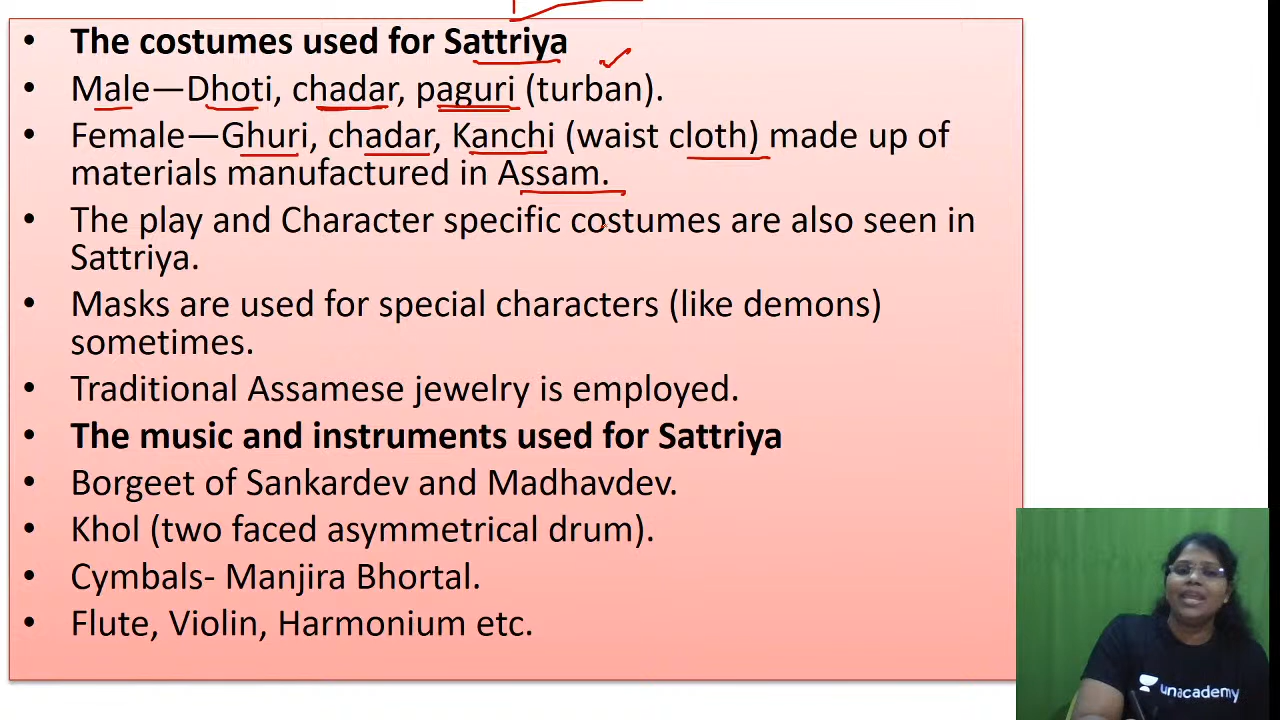 • The costumes used for Sattriya
• Male—Dhoti, chadar, paguri (turban).
• Female—Ghuri, chadar, Kanchi (waist cloth) made up of
materials manufactured in Assam.
• The play and Character specific costumes are also seen in
Sattriya.
• Masks are used for special characters (like demons)
sometimes.
• Traditional Assamese jewelry is employed.
• The music and instruments used for Sattriya
• Borgeet of Sankardev and Madhavdev.
• Khol (two faced asymmetrical drum).
• Cymbals- Manjira Bhortal.
• Flute, Violin, Harmonium etc.
unacademy